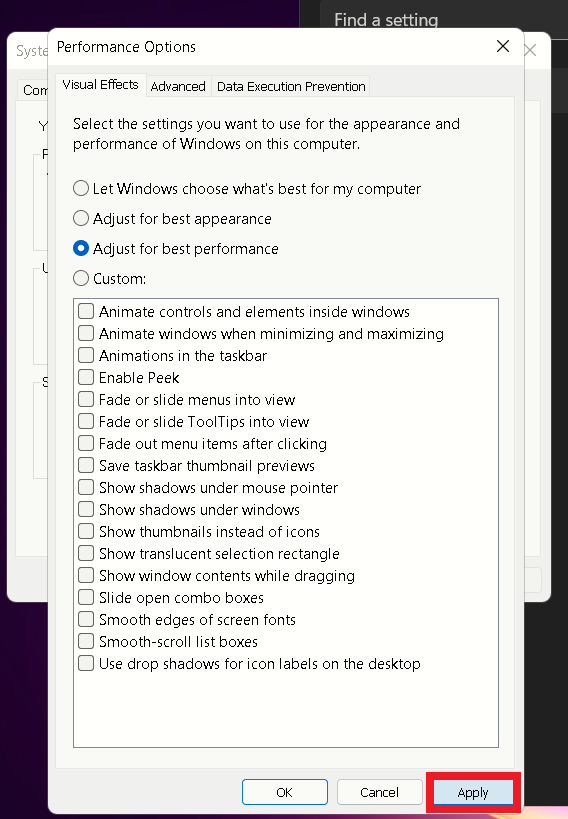 Find a setting
Syste
Performance Options
Com
Visual Effects
Advanced
Data Execution Prevention
Select the settings you want to use for the appearance and
performance of Windows on this computer.
Let Windows choose what's best for my computer
Adjust for best appearance
Adjust for best performance
Custom:
Animate controls and elements inside windows
Animate windows when minimizing and maximizing
Animations in the taskbar
Enable Peek
Fade or slide menus into view
Fade or slide ToolTips into view
Fade out menu items after clicking
Save taskbar thumbnail previews
Show shadows under mouse pointer
Show shadows under windows
Show thumbnails instead of icons
Show translucent selection rectangle
Show window contents while dragging
Slide open combo boxes
Smooth edges of screen fonts
Smooth-scroll list boxes
Use drop shadows for icon labels on the desktop
OK
Cancel
Apply